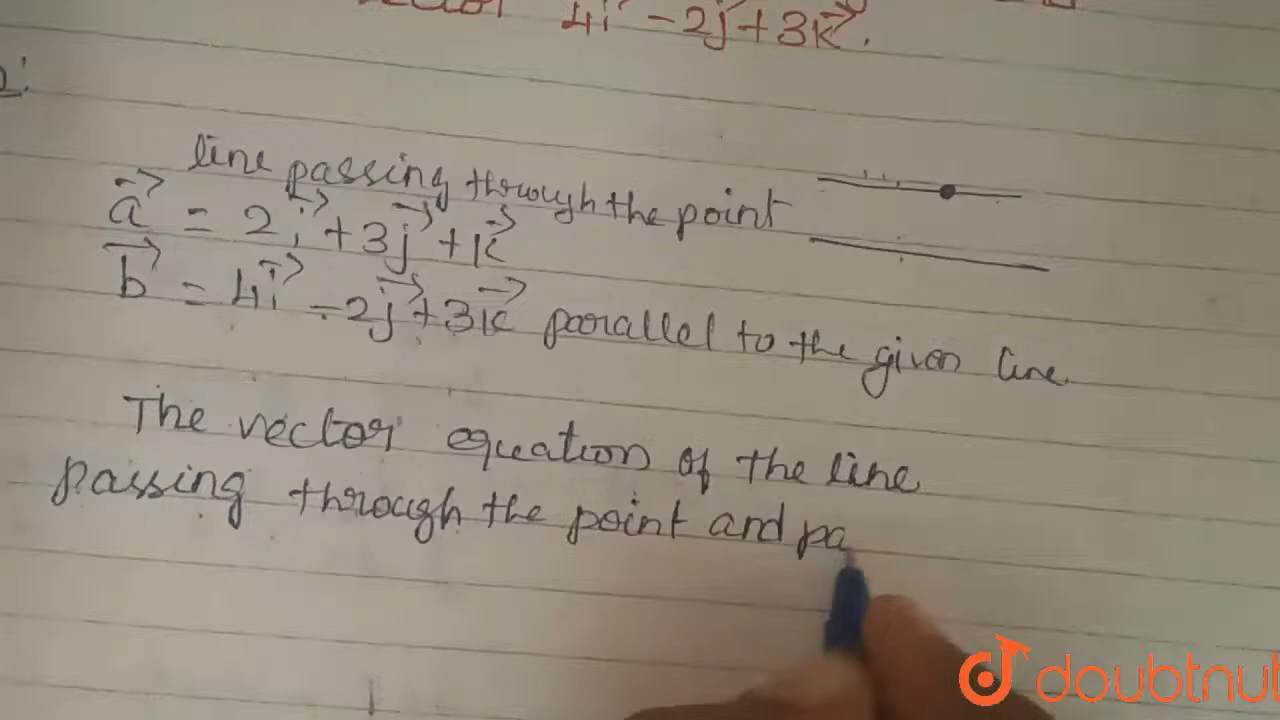 vector 4i⃗ - 2j⃗ + 3k⃗.
line passing through the point
a⃗ = 2i⃗ + 3j⃗ + k⃗
b⃗ = 4i⃗ - 2j⃗ + 3k⃗ parallel to the given line.
The vector equation of the line
passing through the point and pa
doubtnut